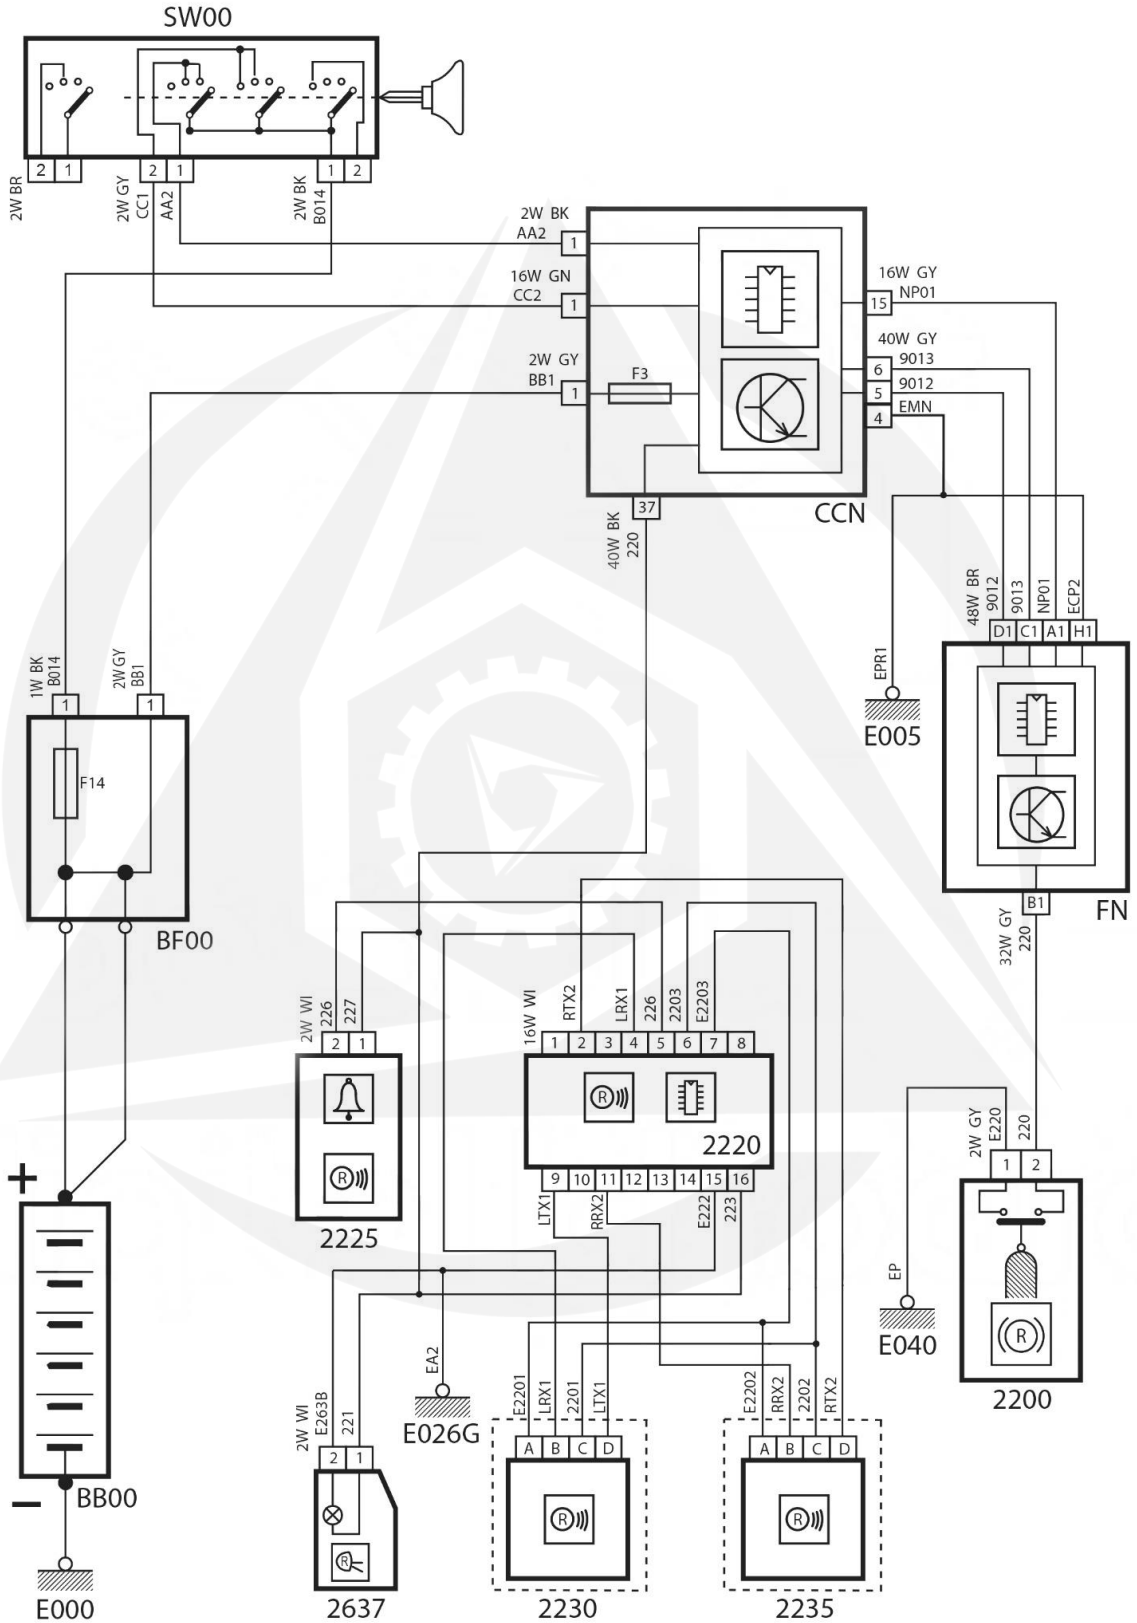 SW00
2 1
2 1
1 2
2W BR
2W GY
CC1
AA2
2W BK
B014
2W BK
AA2
1
16W GN
CC2
1
2W GY
BB1
1
F3
16W GY
15 NP01
40W GY
6 9013
5 9012
4 EMN
CCN
37
40W BK
220
48W BR
9012
9013
NP01
ECP2
D1 C1 A1 H1
EPR1
E005
1W BK
B014
2W GY
BB1
1 1
F14
BF00
FN
B1
32W GY
220
2W WI
226
227
2 1
2225
16W WI
RTX2
LRX1
226
2203
E2203
1 2 3 4 5 6 7 8
R
R
2220
9 10 11 12 13 14 15 16
LTX1
RRX2
E222
223
2W GY
E220
220
1 2
EP
E040
R
2200
+
−
BB00
E000
EA2
E026G
2W WI
E263B
221
2 1
R
2637
E2201
LRX1
2201
LTX1
A B C D
R
2230
E2202
RRX2
2202
RTX2
A B C D
R
2235